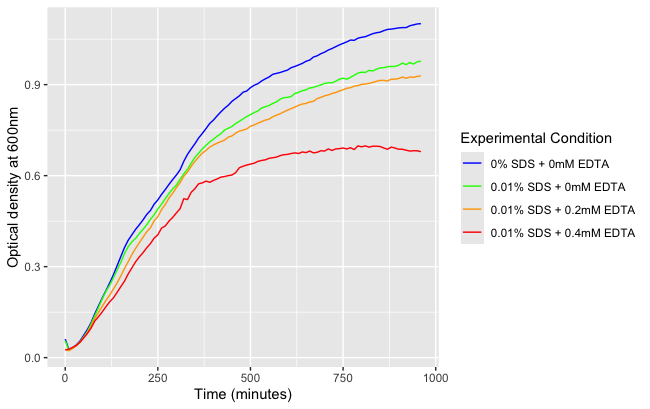 Optical density at 600nm
0.9
0.6
0.3
0.0
0
250
500
750
1000
Time (minutes)
Experimental Condition
0% SDS + 0mM EDTA
0.01% SDS + 0mM EDTA
0.01% SDS + 0.2mM EDTA
0.01% SDS + 0.4mM EDTA